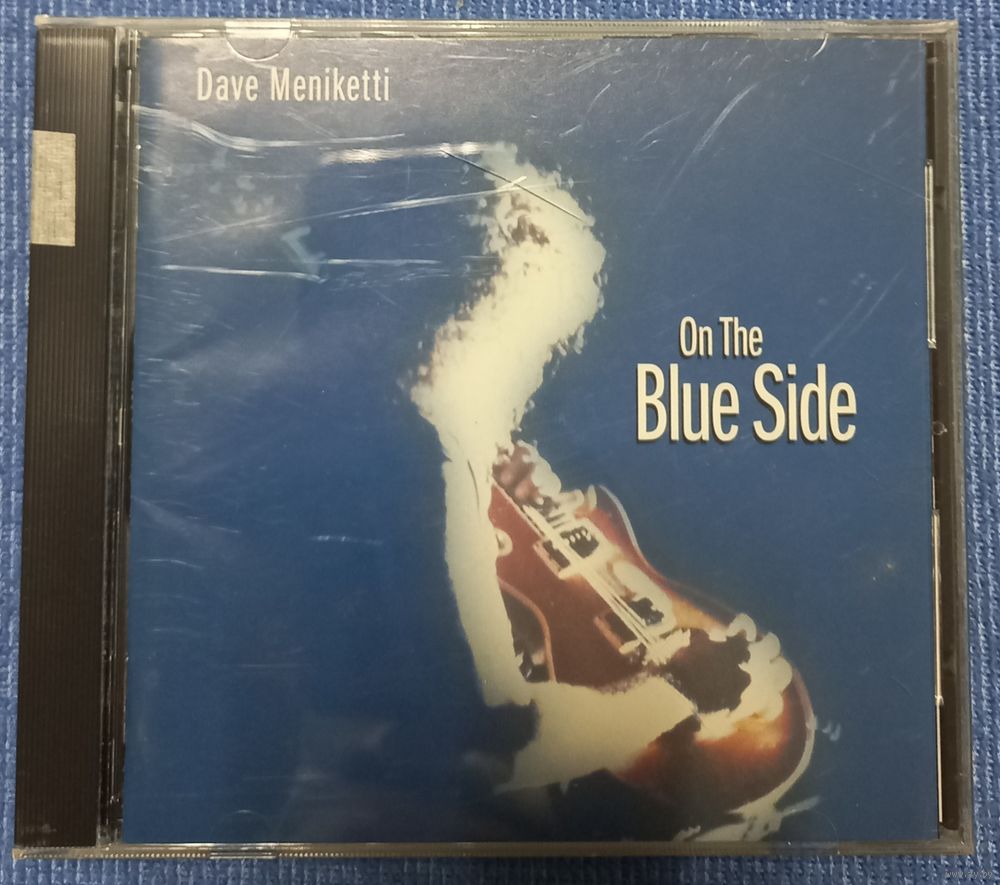 Dave Meniketti
On The
Blue Side